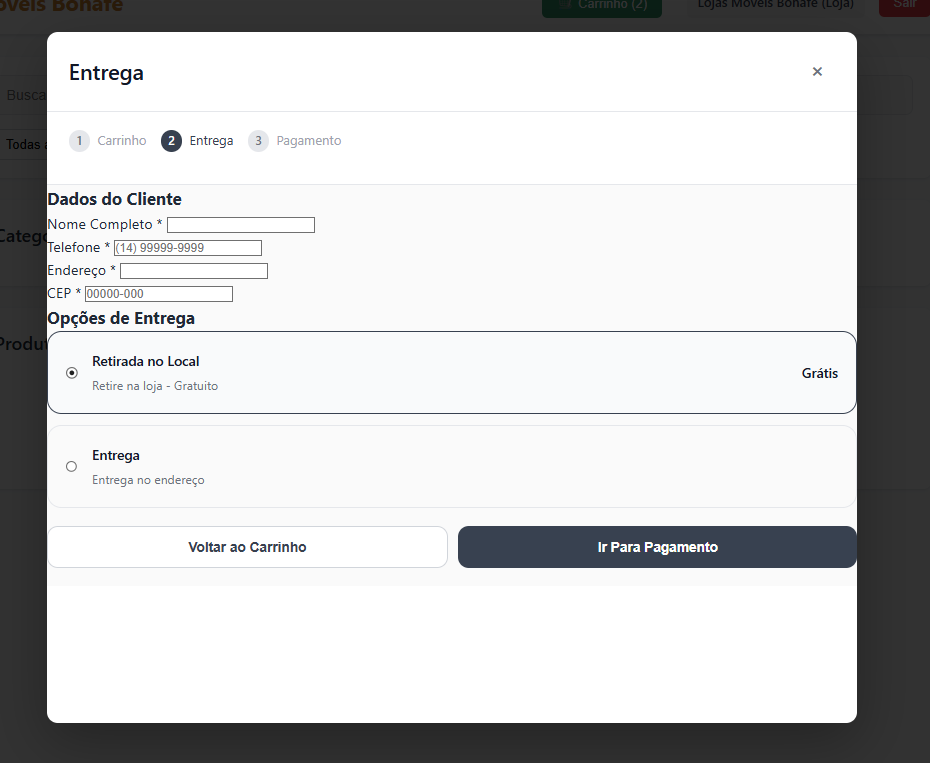 óveis Bonafé
Carrinho (2)
Lojas Móveis Bonafé (Loja)
Sair
Entrega
×
Busca
1 Carrinho 2 Entrega 3 Pagamento
Todas a
Dados do Cliente
Nome Completo *
Catego
Telefone * (14) 99999-9999
Endereço *
CEP * 00000-000
Opções de Entrega
Produ
Retirada no Local
Grátis
Retire na loja - Gratuito
Entrega
Entrega no endereço
Voltar ao Carrinho
Ir Para Pagamento